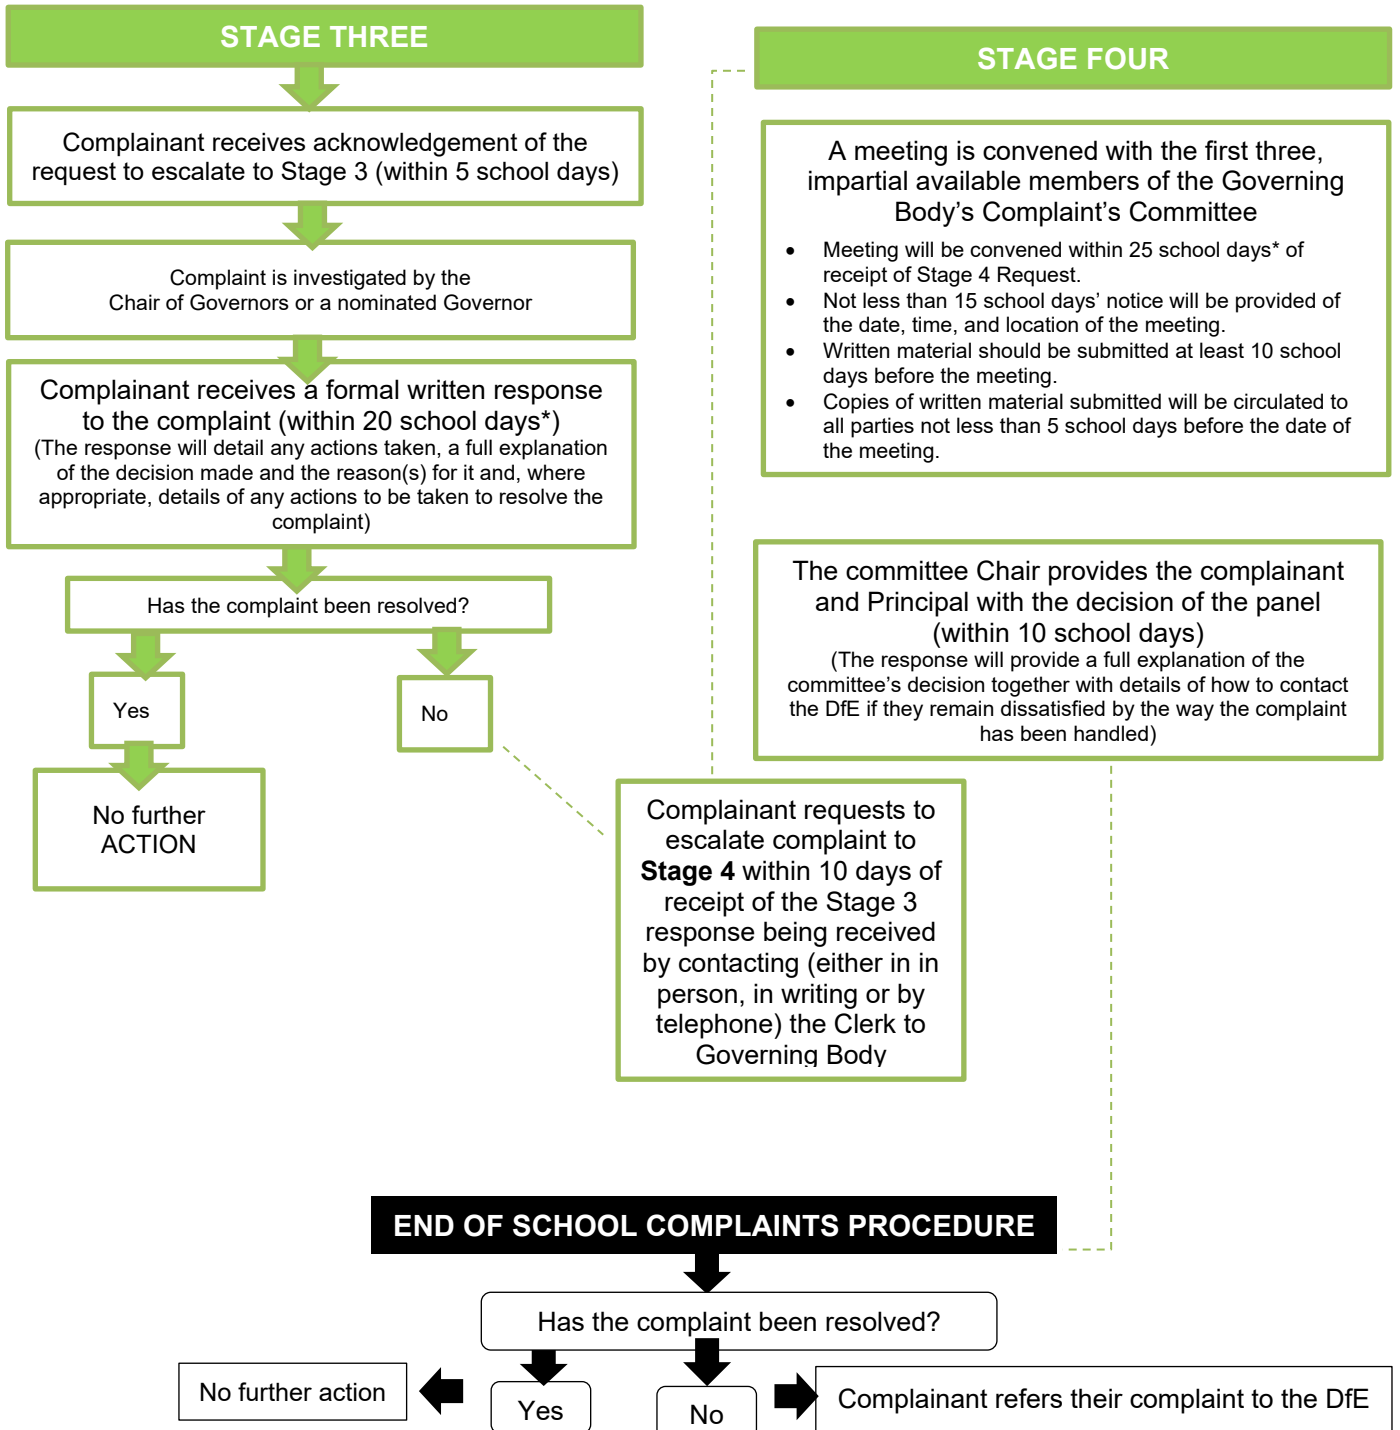 STAGE THREE
Complainant receives acknowledgement of the
request to escalate to Stage 3 (within 5 school days)
Complaint is investigated by the
Chair of Governors or a nominated Governor
Complainant receives a formal written response
to the complaint (within 20 school days*)
(The response will detail any actions taken, a full explanation
of the decision made and the reason(s) for it and, where
appropriate, details of any actions to be taken to resolve the
complaint)
Has the complaint been resolved?
Yes
No
No further
ACTION
Complainant requests to
escalate complaint to
Stage 4 within 10 days of
receipt of the Stage 3
response being received
by contacting (either in in
person, in writing or by
telephone) the Clerk to
Governing Body
STAGE FOUR
A meeting is convened with the first three,
impartial available members of the Governing
Body’s Complaint’s Committee
• Meeting will be convened within 25 school days* of
receipt of Stage 4 Request.
• Not less than 15 school days’ notice will be provided of
the date, time, and location of the meeting.
• Written material should be submitted at least 10 school
days before the meeting.
• Copies of written material submitted will be circulated to
all parties not less than 5 school days before the date of
the meeting.
The committee Chair provides the complainant
and Principal with the decision of the panel
(within 10 school days)
(The response will provide a full explanation of the
committee’s decision together with details of how to contact
the DfE if they remain dissatisfied by the way the complaint
has been handled)
END OF SCHOOL COMPLAINTS PROCEDURE
Has the complaint been resolved?
No further action
Yes
No
Complainant refers their complaint to the DfE